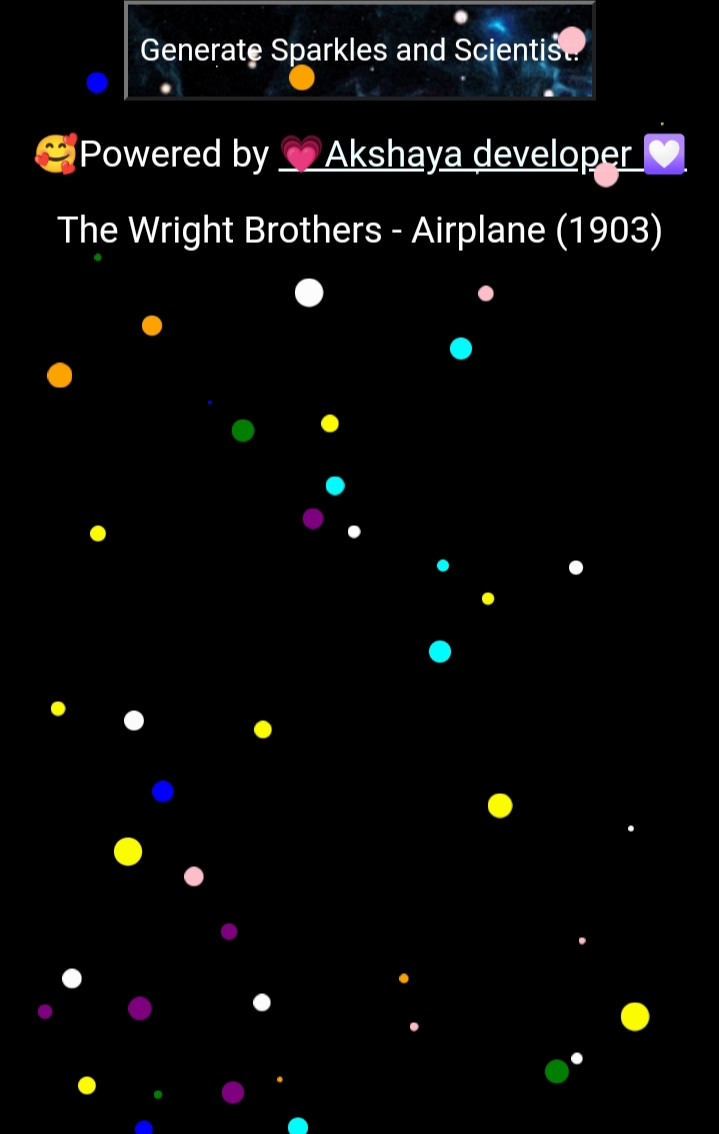 Generate Sparkles and Scientist!
🥰Powered by 💗Akshaya developer 💟
The Wright Brothers - Airplane (1903)